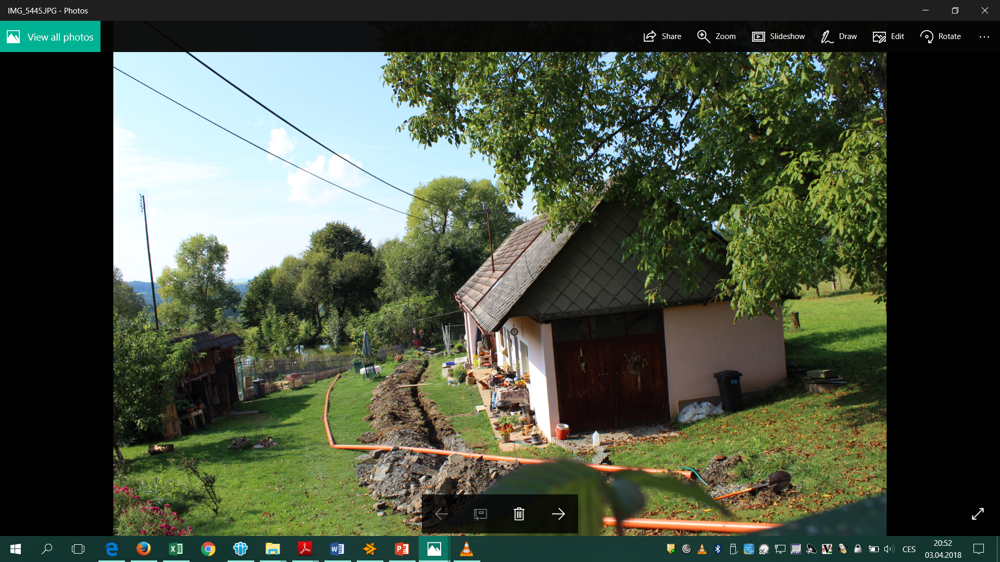 IMG_5445.JPG - Photos
View all photos
Share
Zoom
Slideshow
Draw
Edit
Rotate
CES
20:52
03.04.2018